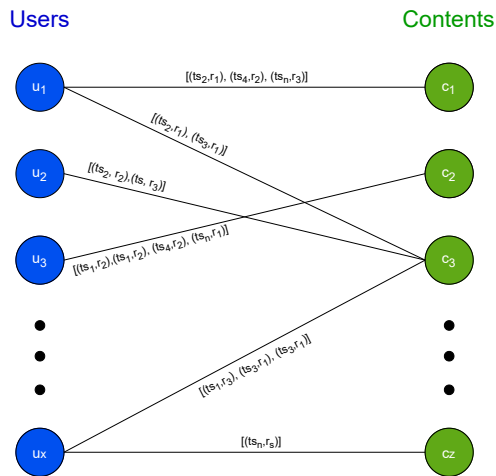 Users Contents
u₁ [(ts₂,r₁), (ts₄,r₂), (tsₙ,r₃)] c₁
[(ts₂,r₁), (ts₃,r₁)]
u₂ [(ts₂, r₂),(ts, r₃)] c₂
u₃ [(ts₁,r₂),(ts₁,r₂), (ts₄,r₂), (tsₙ,r₁)] c₃
[(ts₁,r₃), (ts₃,r₁), (ts₃,r₁)]
uₓ [(tsₙ,rₛ)] c_z